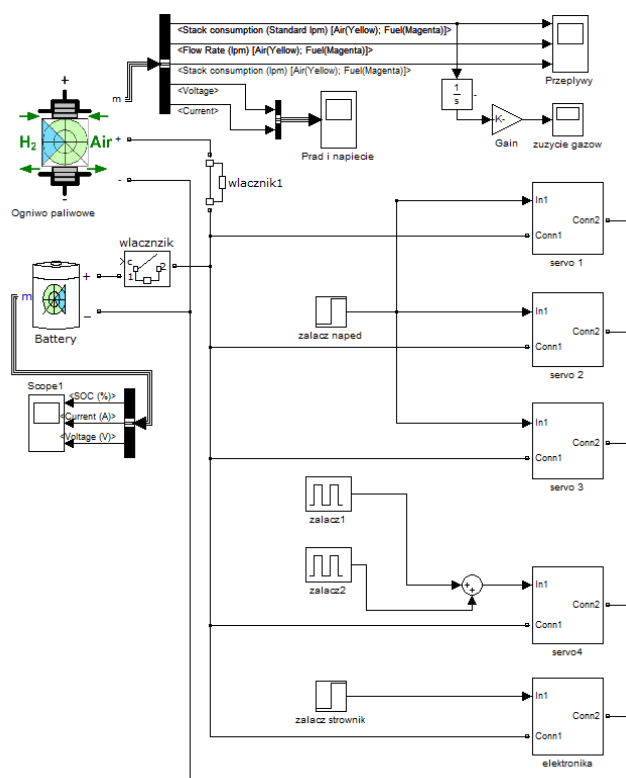 <Stack consumption (Standard lpm) [Air(Yellow); Fuel(Magenta)]>
<Flow Rate (lpm) [Air(Yellow); Fuel(Magenta)]>
<Stack consumption (lpm) [Air(Yellow); Fuel(Magenta)]>
<Voltage>
<Current>
Przepływy
m
+
H2 Air
+
-
-
Ogniwo paliwowe
Prad i napiecie
1
s
-
K-
Gain
zuzycie gazow
wlacznik1
wlacznzik
c
1 2
m
+
−
Battery
Scope1
<SOC (%)>
<Current (A)>
<Voltage (V)>
In1
Conn2
Conn1
servo 1
zalacz naped
In1
Conn2
Conn1
servo 2
In1
Conn2
Conn1
servo 3
zalacz1
zalacz2
+
+
In1
Conn2
Conn1
servo4
zalacz strownik
In1
Conn2
Conn1
elektronika